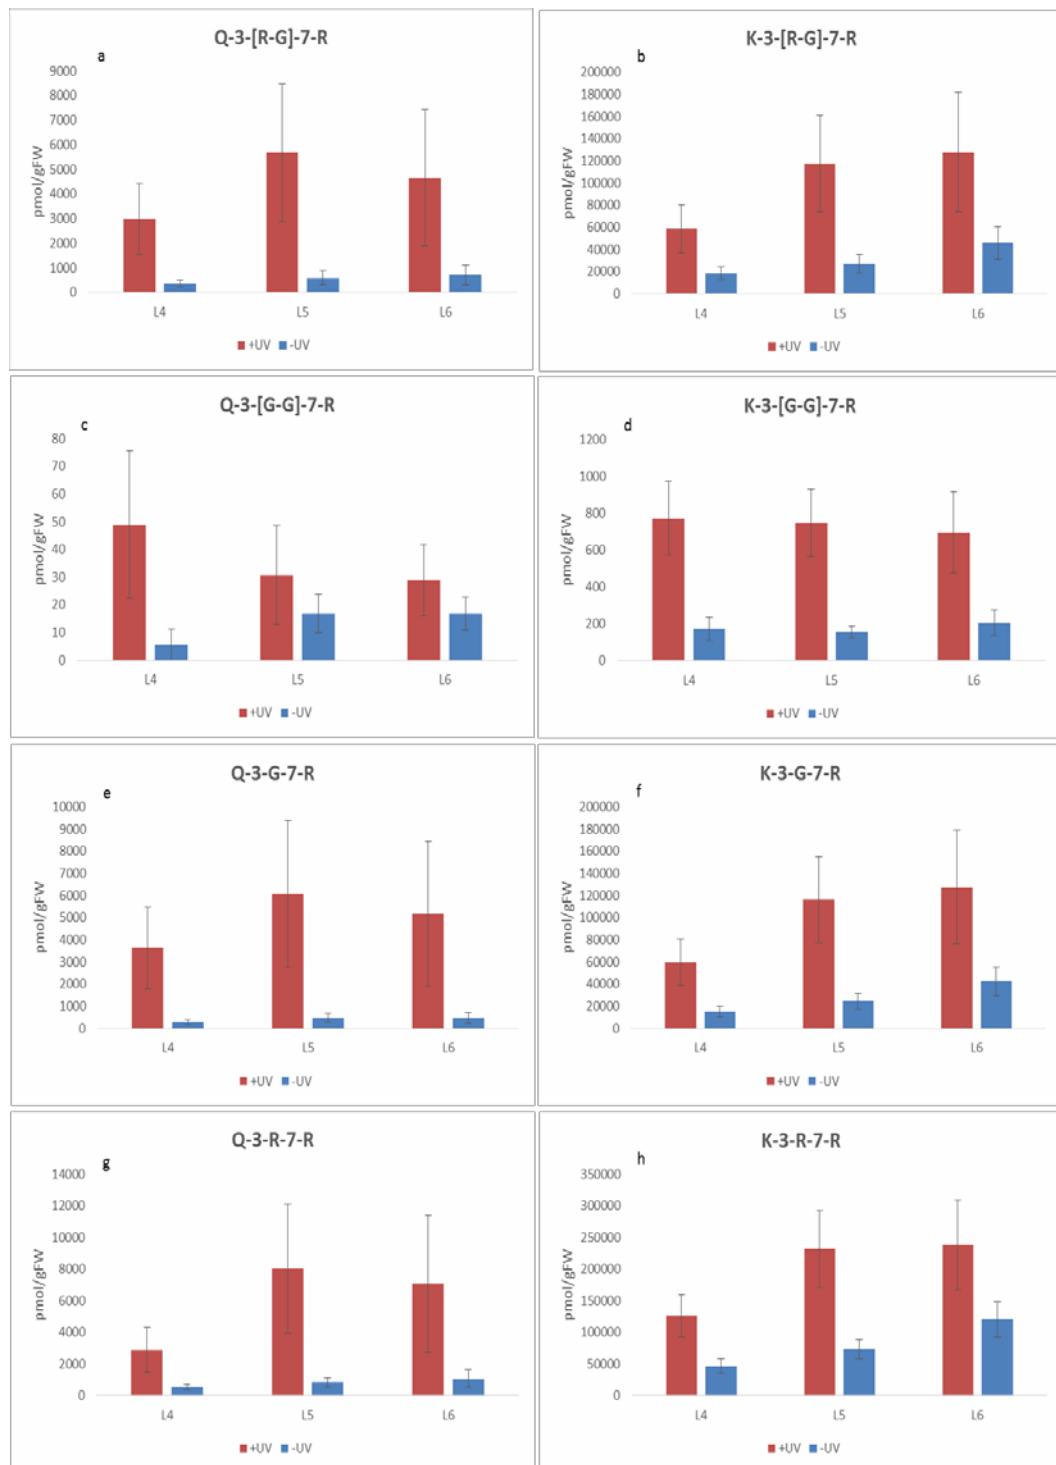 Q-3-[R-G]-7-R
a
9000
8000
7000
6000
5000
4000
3000
2000
1000
0
pmol/gFW
L4 L5 L6
+UV -UV
K-3-[R-G]-7-R
b
200000
180000
160000
140000
120000
100000
80000
60000
40000
20000
0
pmol/gFW
L4 L5 L6
+UV -UV
Q-3-[G-G]-7-R
c
80
70
60
50
40
30
20
10
0
pmol/gFW
L4 L5 L6
+UV -UV
K-3-[G-G]-7-R
d
1200
1000
800
600
400
200
0
pmol/gFW
L4 L5 L6
+UV -UV
Q-3-G-7-R
e
10000
9000
8000
7000
6000
5000
4000
3000
2000
1000
0
pmol/gFW
L4 L5 L6
+UV -UV
K-3-G-7-R
f
200000
180000
160000
140000
120000
100000
80000
60000
40000
20000
0
pmol/gFW
L4 L5 L6
+UV -UV
Q-3-R-7-R
g
14000
12000
10000
8000
6000
4000
2000
0
pmol/gFW
L4 L5 L6
+UV -UV
K-3-R-7-R
h
350000
300000
250000
200000
150000
100000
50000
0
pmol/gFW
L4 L5 L6
+UV -UV